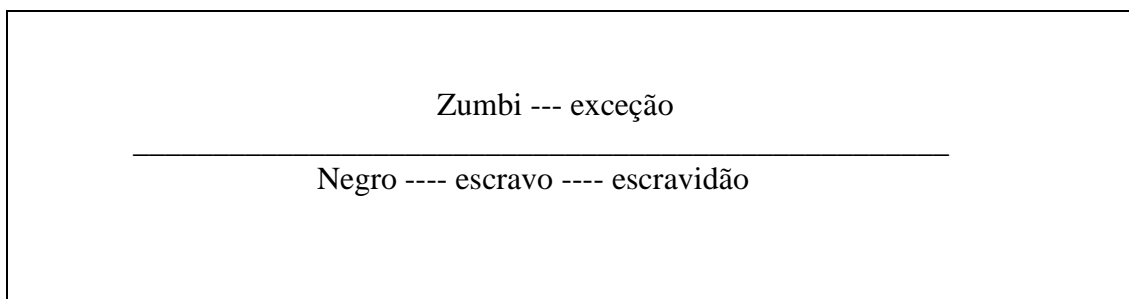 Zumbi --- exceção
Negro ---- escravo ---- escravidão